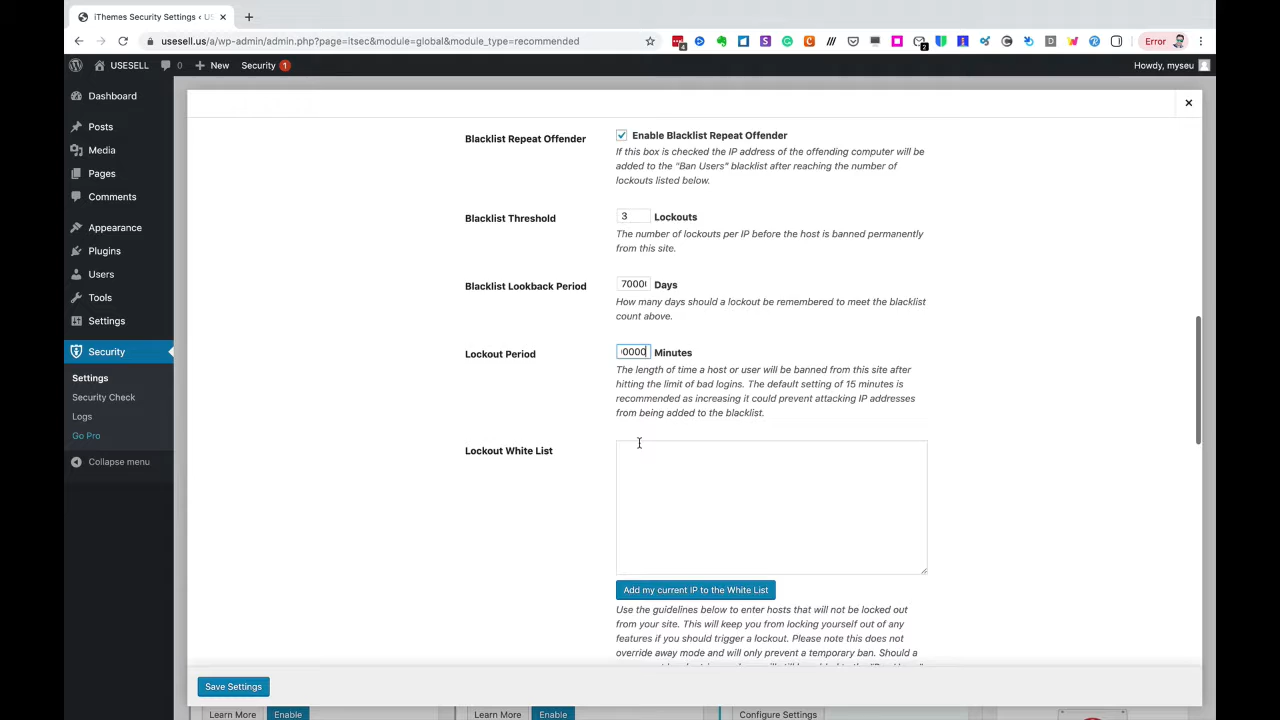 iThemes Security Settings ‹ U
usesell.us/a/wp-admin/admin.php?page=itsec&module=global&module_type=recommended
4
2
Error
USESELL
0
New
Security 1
Howdy, myseu
Dashboard
Posts
Media
Pages
Comments
Appearance
Plugins
Users
Tools
Settings
Security
Settings
Security Check
Logs
Go Pro
Collapse menu
Blacklist Repeat Offender
Enable Blacklist Repeat Offender
If this box is checked the IP address of the offending computer will be
added to the "Ban Users" blacklist after reaching the number of
lockouts listed below.
Blacklist Threshold
3 Lockouts
The number of lockouts per IP before the host is banned permanently
from this site.
Blacklist Lookback Period
7000 Days
How many days should a lockout be remembered to meet the blacklist
count above.
Lockout Period
0000 Minutes
The length of time a host or user will be banned from this site after
hitting the limit of bad logins. The default setting of 15 minutes is
recommended as increasing it could prevent attacking IP addresses
from being added to the blacklist.
Lockout White List
Add my current IP to the White List
Use the guidelines below to enter hosts that will not be locked out
from your site. This will keep you from locking yourself out of any
features if you should trigger a lockout. Please note this does not
override away mode and will only prevent a temporary ban. Should a
Save Settings
Learn More Enable
Learn More Enable
Configure Settings